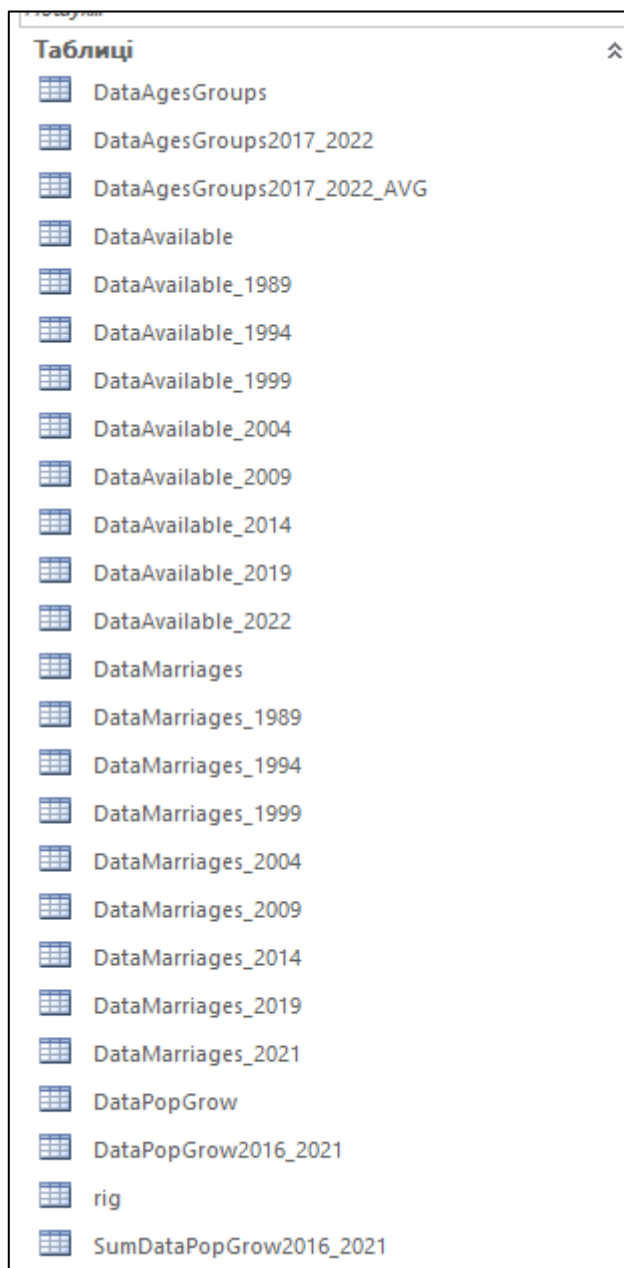 Таблиці
DataAgesGroups
DataAgesGroups2017_2022
DataAgesGroups2017_2022_AVG
DataAvailable
DataAvailable_1989
DataAvailable_1994
DataAvailable_1999
DataAvailable_2004
DataAvailable_2009
DataAvailable_2014
DataAvailable_2019
DataAvailable_2022
DataMarriages
DataMarriages_1989
DataMarriages_1994
DataMarriages_1999
DataMarriages_2004
DataMarriages_2009
DataMarriages_2014
DataMarriages_2019
DataMarriages_2021
DataPopGrow
DataPopGrow2016_2021
rig
SumDataPopGrow2016_2021